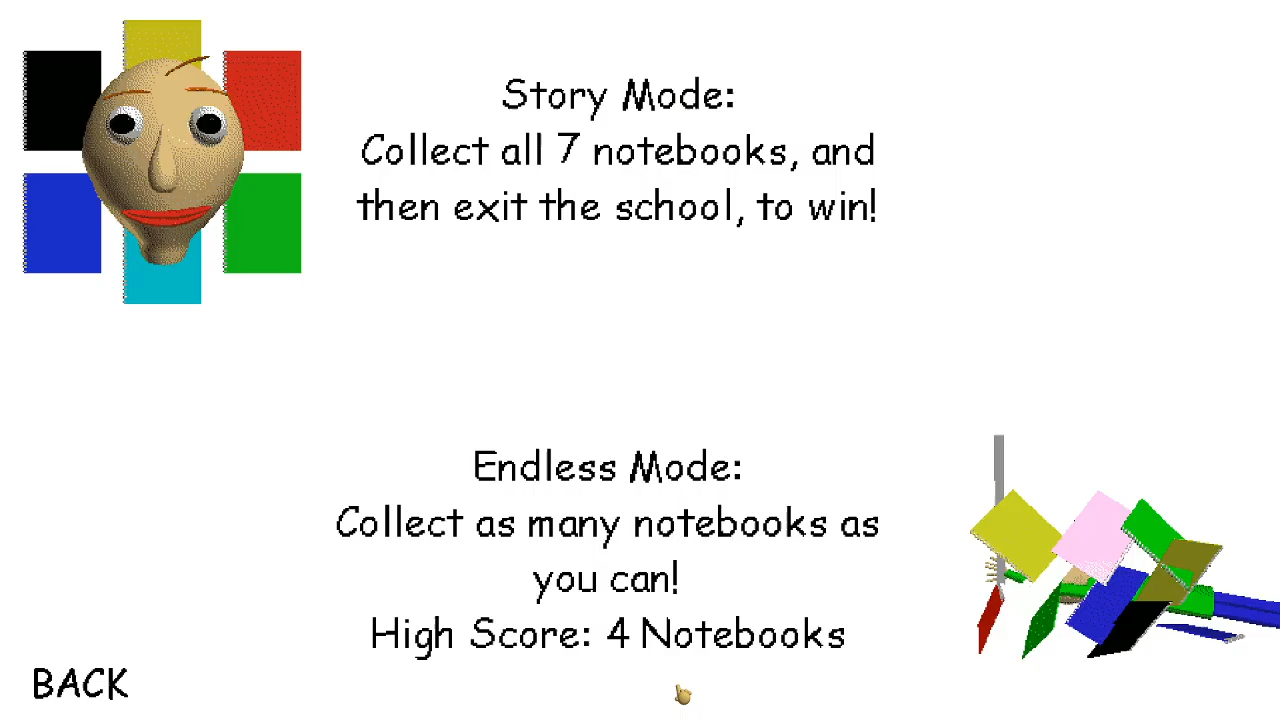 Story Mode:
Collect all 7 notebooks, and
then exit the school, to win!
Endless Mode:
Collect as many notebooks as
you can!
High Score: 4 Notebooks
BACK